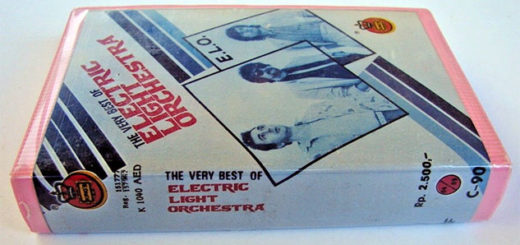 THE VERY BEST OF
ELECTRIC
LIGHT
ORCHESTRA
E.L.O.
K 1090 AED
THE VERY BEST OF
ELECTRIC
LIGHT
ORCHESTRA
Rp. 2.500,-
C-90